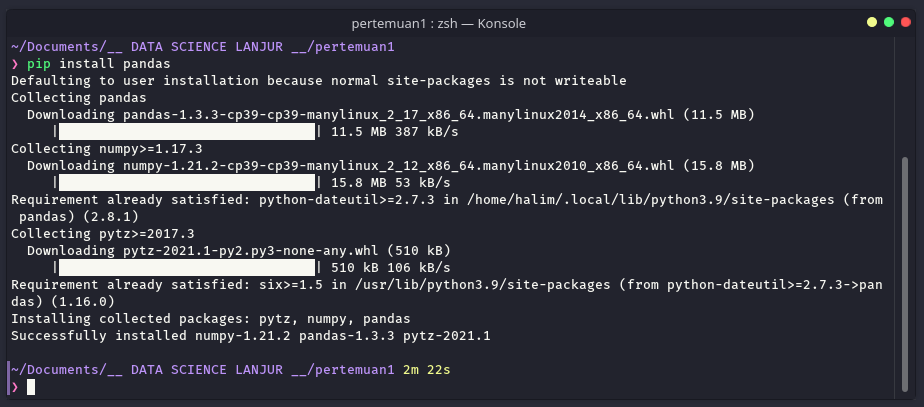 pertemuan1 : zsh — Konsole
~/Documents/__ DATA SCIENCE LANJUR __/pertemuan1
❯ pip install pandas
Defaulting to user installation because normal site-packages is not writeable
Collecting pandas
  Downloading pandas-1.3.3-cp39-cp39-manylinux_2_17_x86_64.manylinux2014_x86_64.whl (11.5 MB)
     |████████████████████████████████| 11.5 MB 387 kB/s
Collecting numpy>=1.17.3
  Downloading numpy-1.21.2-cp39-cp39-manylinux_2_12_x86_64.manylinux2010_x86_64.whl (15.8 MB)
     |████████████████████████████████| 15.8 MB 53 kB/s
Requirement already satisfied: python-dateutil>=2.7.3 in /home/halim/.local/lib/python3.9/site-packages (from
 pandas) (2.8.1)
Collecting pytz>=2017.3
  Downloading pytz-2021.1-py2.py3-none-any.whl (510 kB)
     |████████████████████████████████| 510 kB 106 kB/s
Requirement already satisfied: six>=1.5 in /usr/lib/python3.9/site-packages (from python-dateutil>=2.7.3->pan
das) (1.16.0)
Installing collected packages: pytz, numpy, pandas
Successfully installed numpy-1.21.2 pandas-1.3.3 pytz-2021.1
~/Documents/__ DATA SCIENCE LANJUR __/pertemuan1 2m 22s
❯